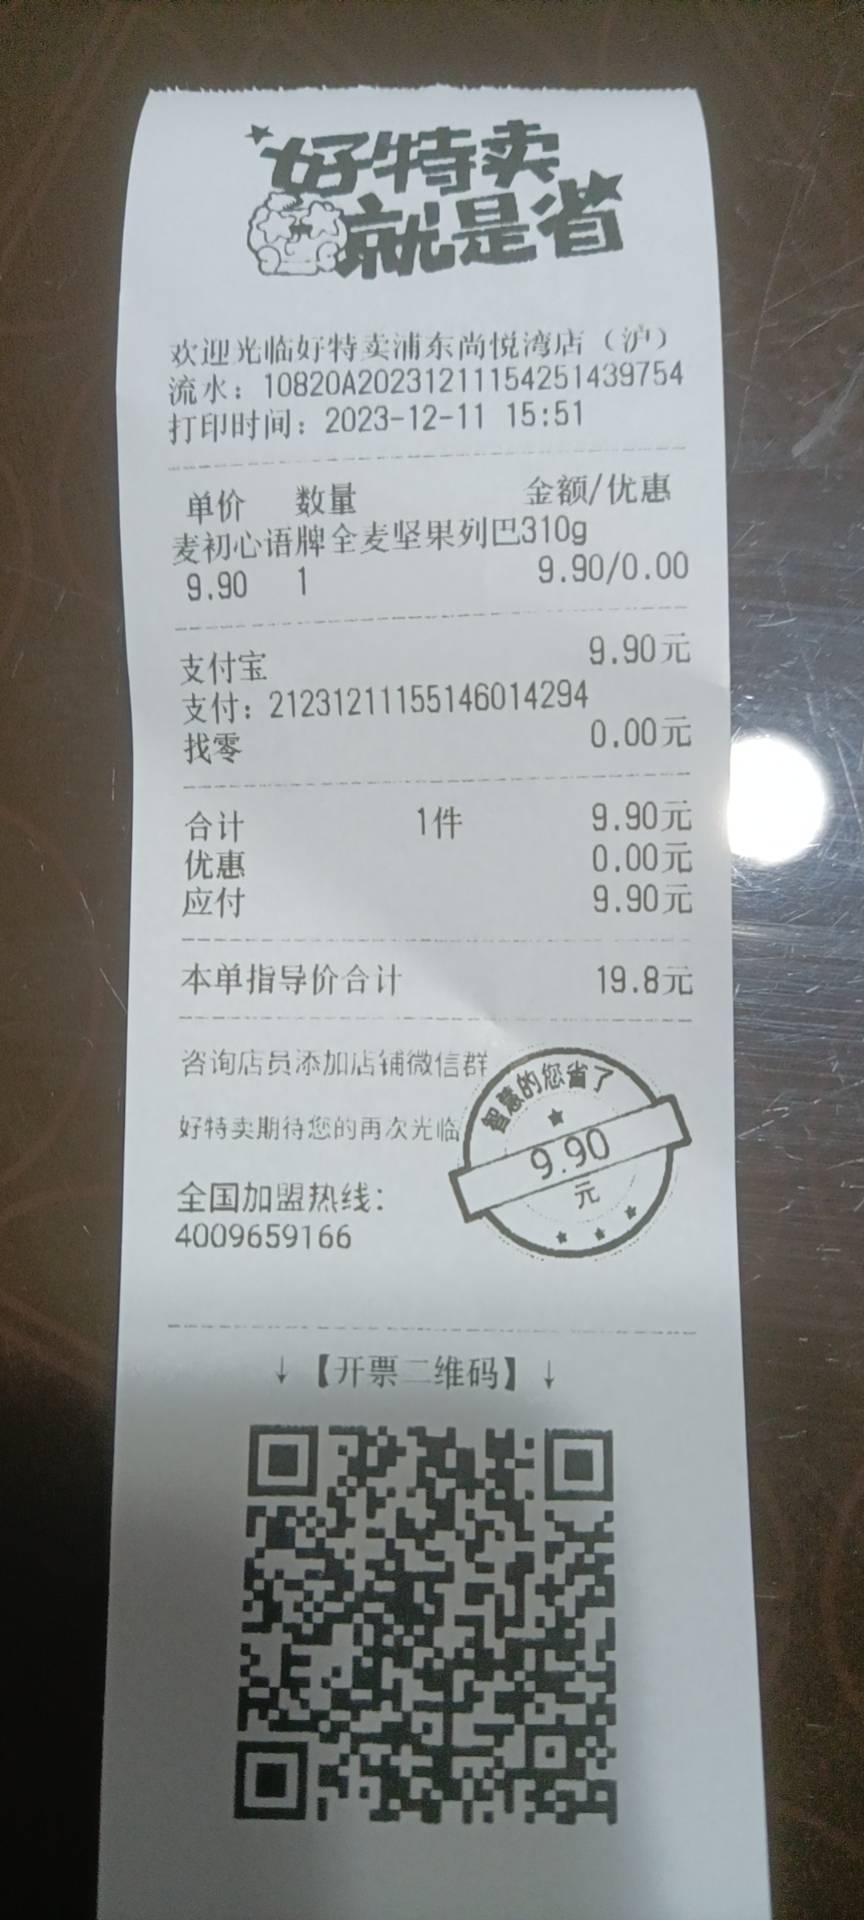 好特卖
就是省
欢迎光临好特卖浦东尚悦湾店（沪）
流水：10820A20231211154251439754
打印时间：2023-12-11 15:51
单价 数量 金额/优惠
麦初心语牌全麦坚果列巴310g
9.90 1 9.90/0.00
支付宝 9.90元
支付：21231211155146014294
找零 0.00元
合计 1件 9.90元
优惠 0.00元
应付 9.90元
本单指导价合计 19.8元
咨询店员添加店铺微信群
好特卖期待您的再次光临
智慧的您省了
9.90
元
全国加盟热线：
4009659166
↓【开票二维码】↓